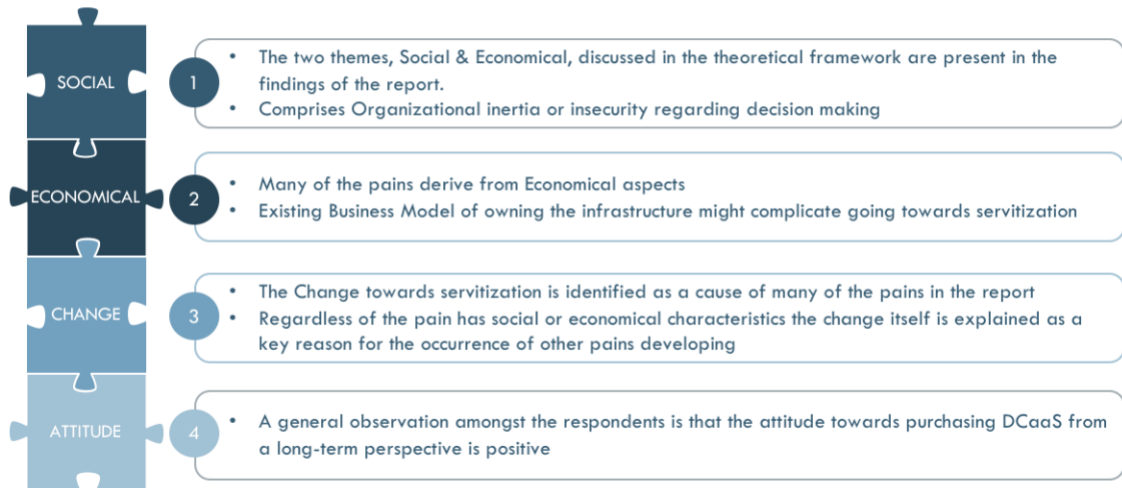 SOCIAL
1
• The two themes, Social & Economical, discussed in the theoretical framework are present in the
findings of the report.
• Comprises Organizational inertia or insecurity regarding decision making
ECONOMICAL
2
• Many of the pains derive from Economical aspects
• Existing Business Model of owning the infrastructure might complicate going towards servitization
CHANGE
3
• The Change towards servitization is identified as a cause of many of the pains in the report
• Regardless of the pain has social or economical characteristics the change itself is explained as a
key reason for the occurrence of other pains developing
ATTITUDE
4
• A general observation amongst the respondents is that the attitude towards purchasing DCaaS from
a long-term perspective is positive